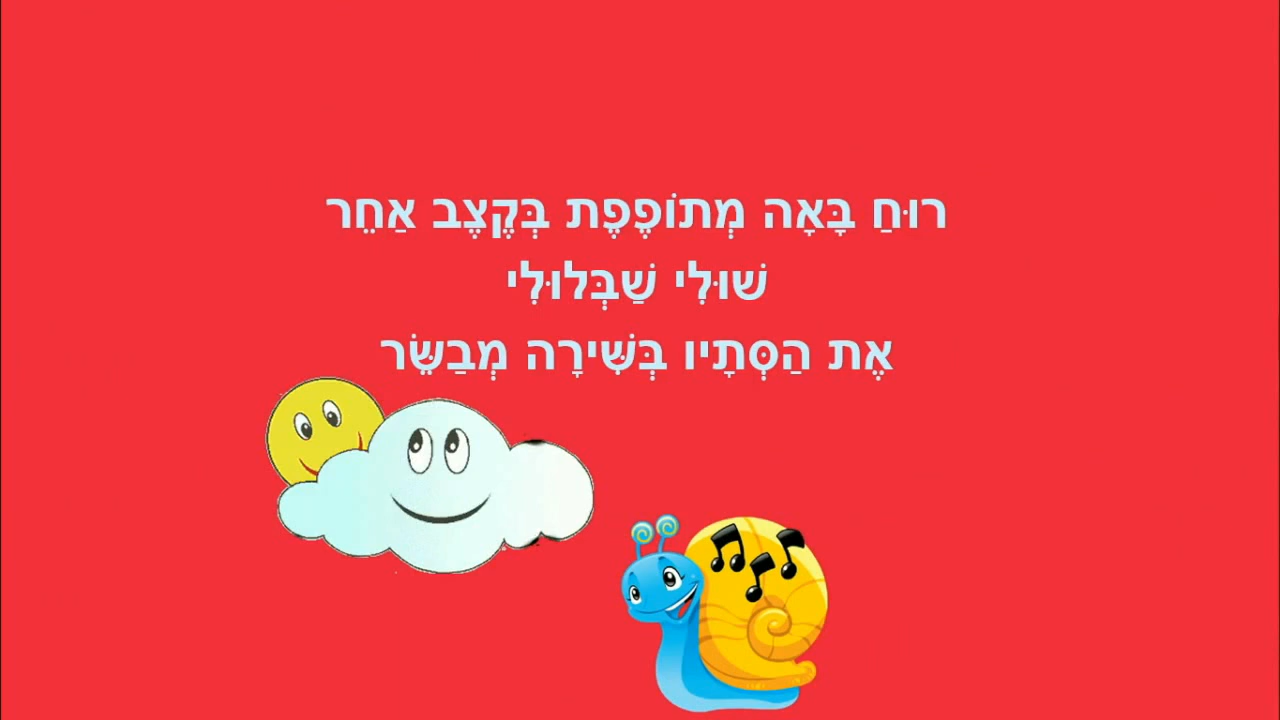 רוּחַ בָּאָה מְתוֹפֶפֶת בְּקֶצֶב אַחֵר
שׁוּלִי שַׁבְּלוּלִי
אֶת הַסְּתָיו בְּשִׁירָה מְבַשֵּׂר